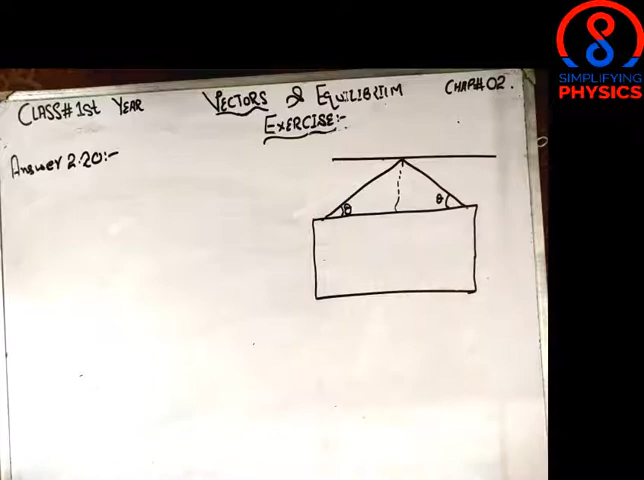 SIMPLIFYING
PHYSICS
CLASS# 1st YEAR
VECTORS & EQUILIBRIUM
CHAP# 02.
EXERCISE:-
Answer 2.20:-
θ
θ